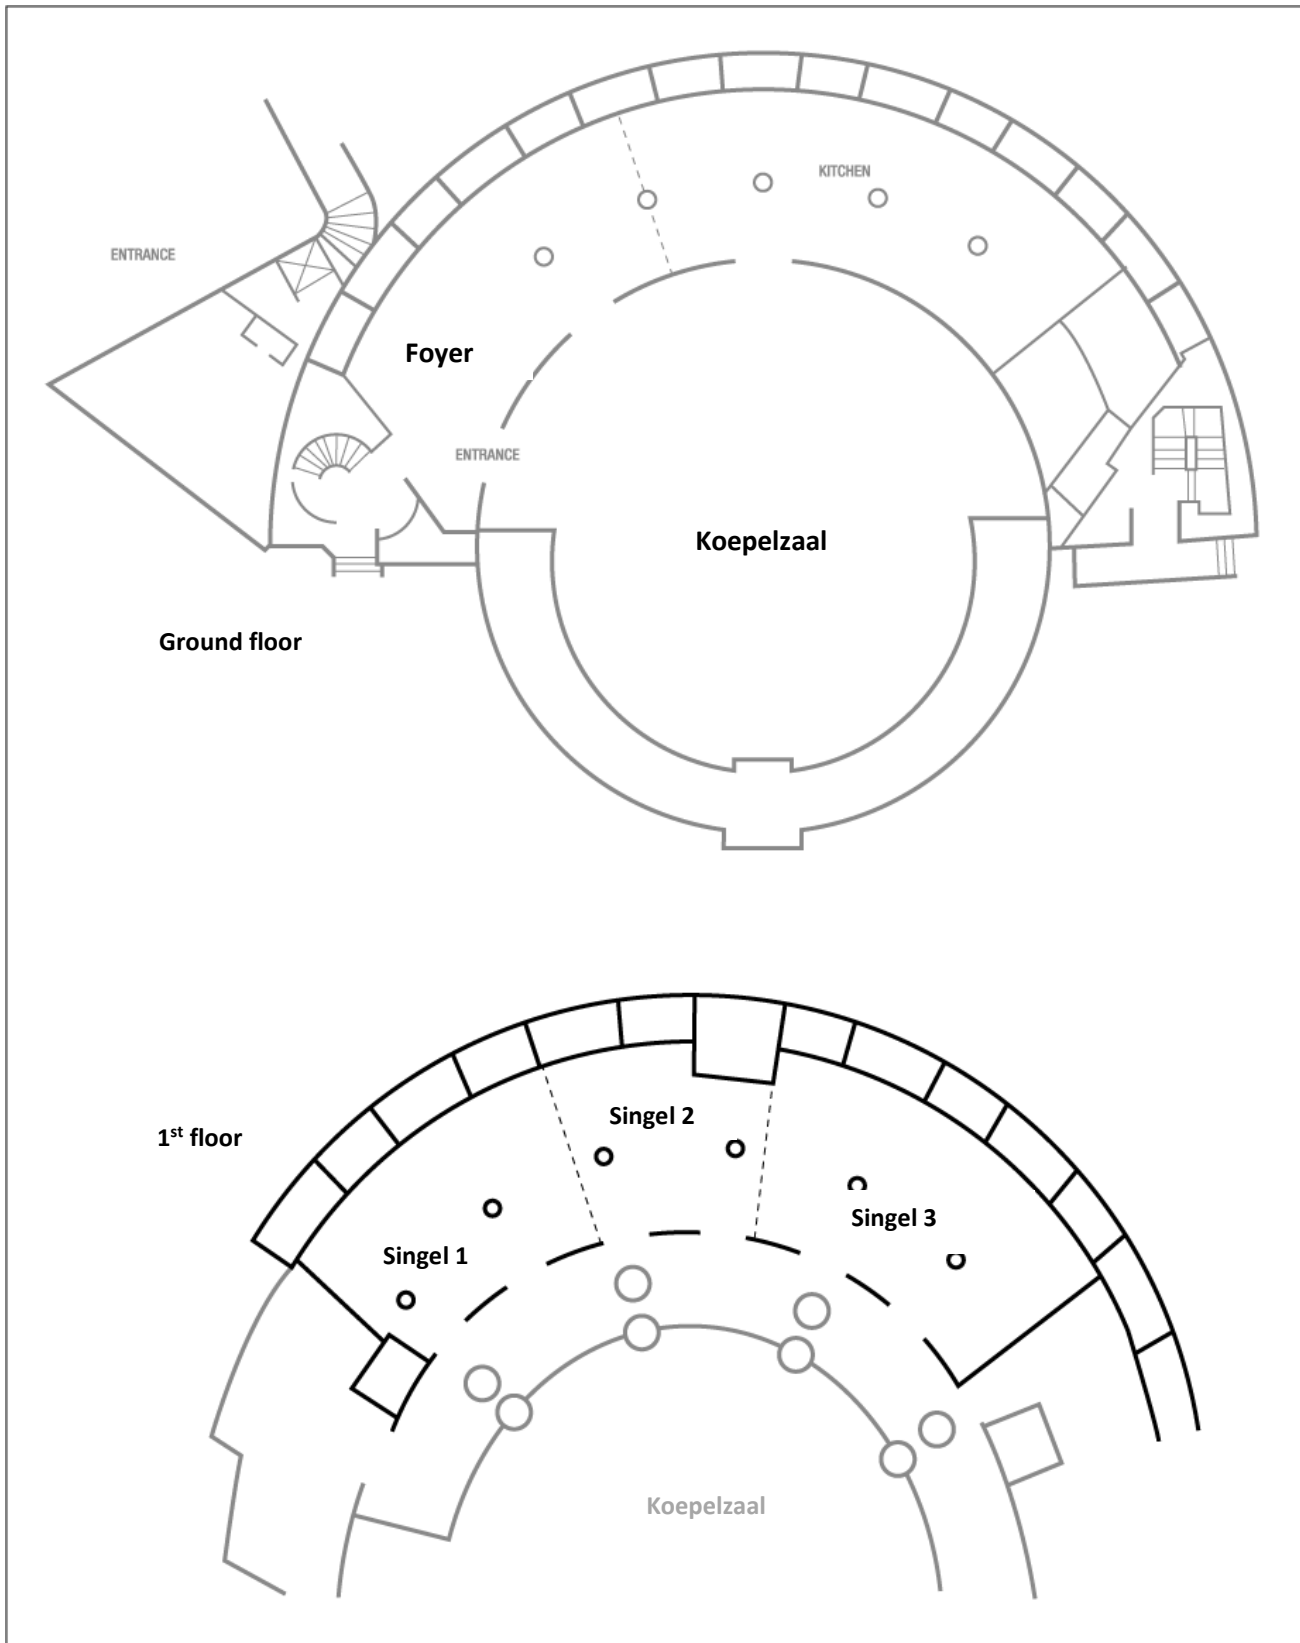 KITCHEN
ENTRANCE
Foyer
ENTRANCE
Koepelzaal
Ground floor
Singel 2
1st floor
Singel 3
Singel 1
Koepelzaal